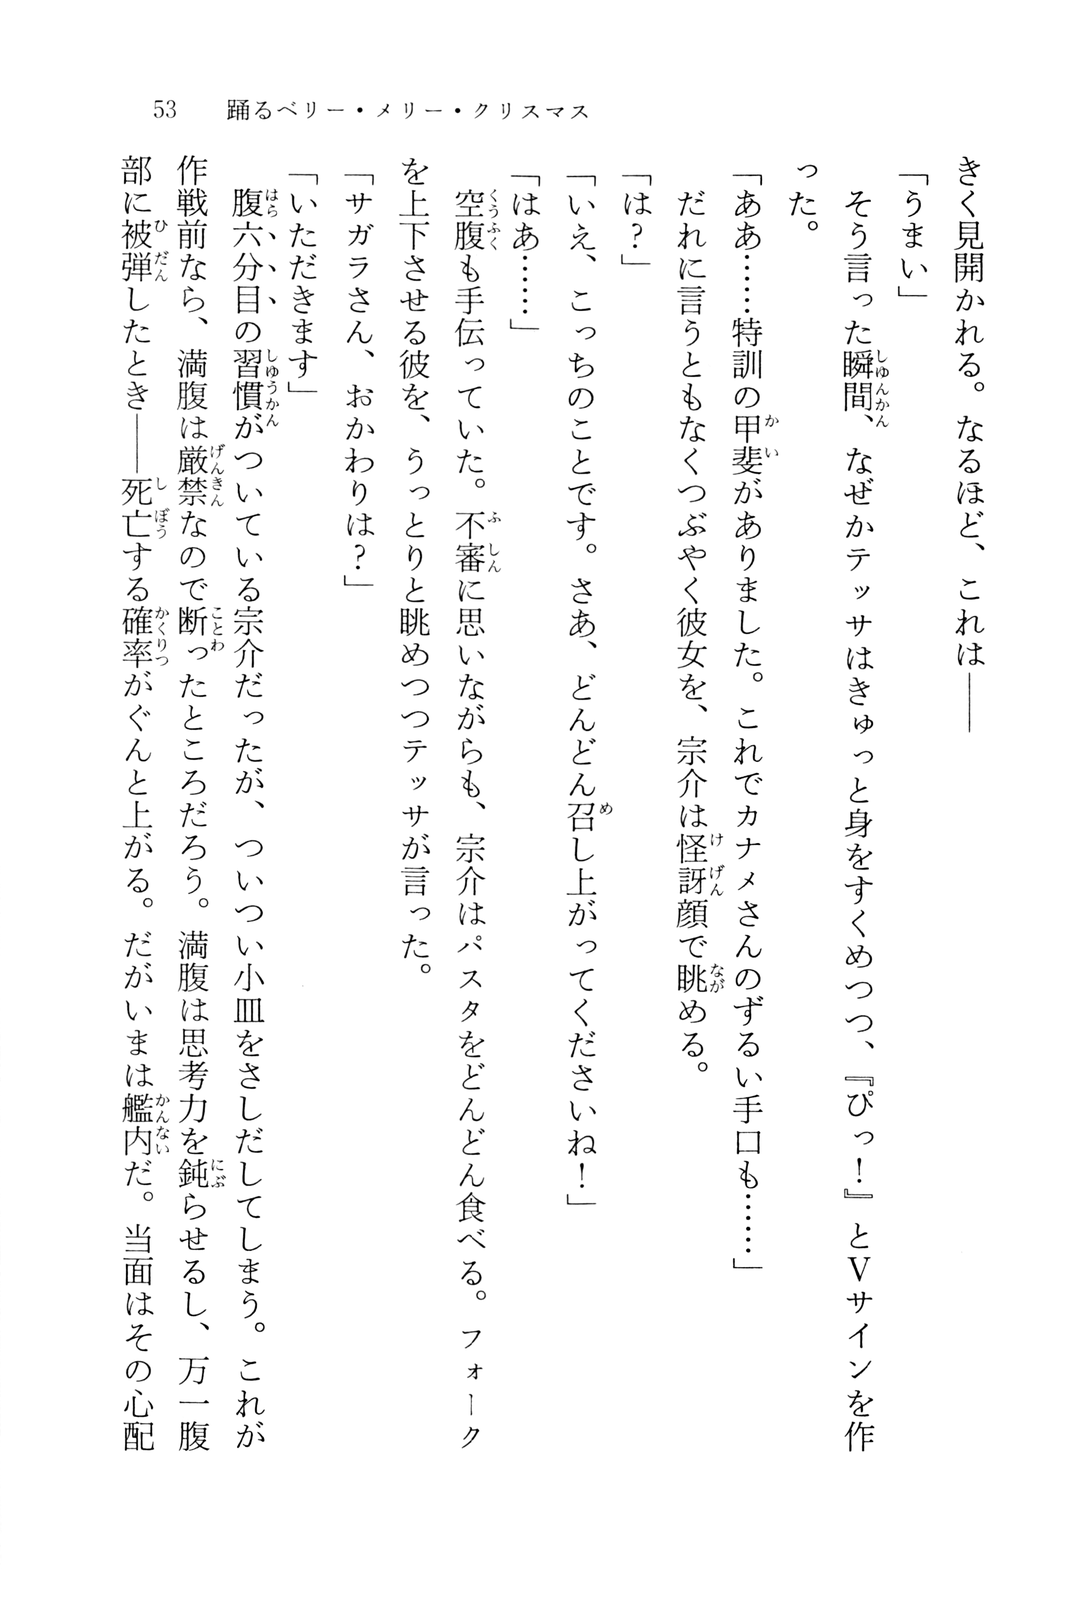 53 踊るベリー・メリー・クリスマス
きく見開かれる。なるほど、これは――
「うまい」
そう言った瞬間、なぜかテッサはきゅっと身をすくめつつ、『ぴっ！』とVサインを作
った。
「ああ……特訓の甲斐がありました。これでカナメさんのずるい手口も……」
だれに言うともなくつぶやく彼女を、宗介は怪訝顔で眺める。
「は？」
「いえ、こっちのことです。さあ、どんどん召し上がってくださいね！」
「はあ……」
空腹も手伝っていた。不審に思いながらも、宗介はパスタをどんどん食べる。フォーク
を上下させる彼を、うっとりと眺めつつテッサが言った。
「サガラさん、おかわりは？」
「いただきます」
腹六分目の習慣がついている宗介だったが、ついつい小皿をさしだしてしまう。これが
作戦前なら、満腹は厳禁なので断ったところだろう。満腹は思考力を鈍らせるし、万一腹
部に被弾したとき――死亡する確率がぐんと上がる。だがいまは艦内だ。当面はその心配